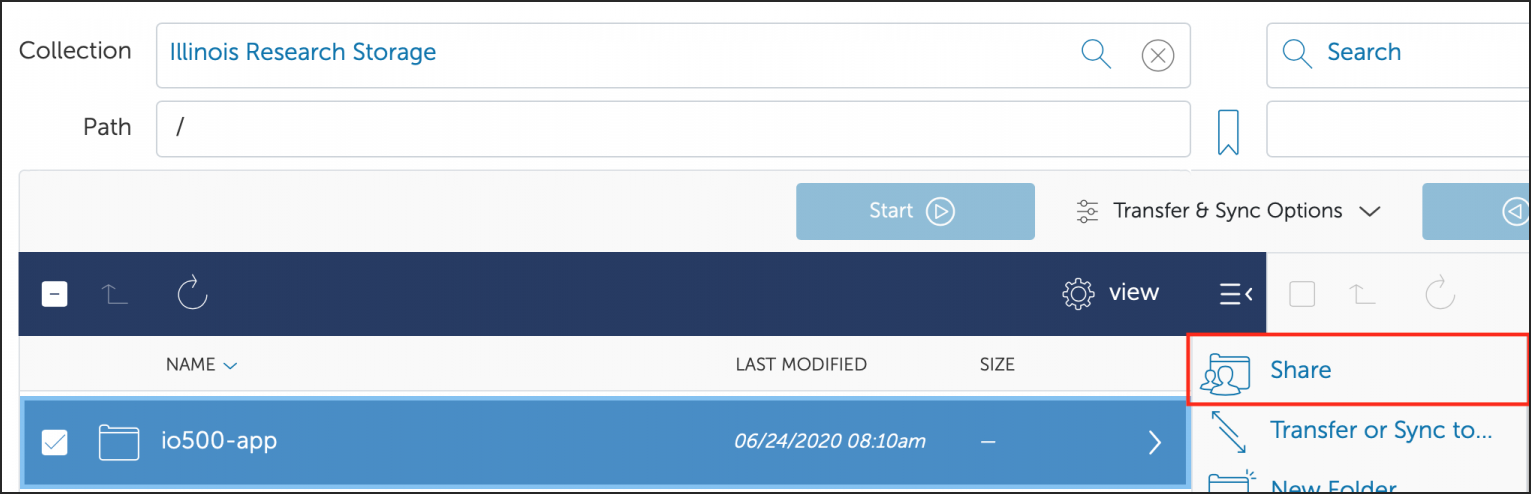 Collection
Illinois Research Storage
Search
Path
/
Start
Transfer & Sync Options
view
NAME
LAST MODIFIED
SIZE
Share
io500-app
06/24/2020 08:10am
—
Transfer or Sync to...
New Folder